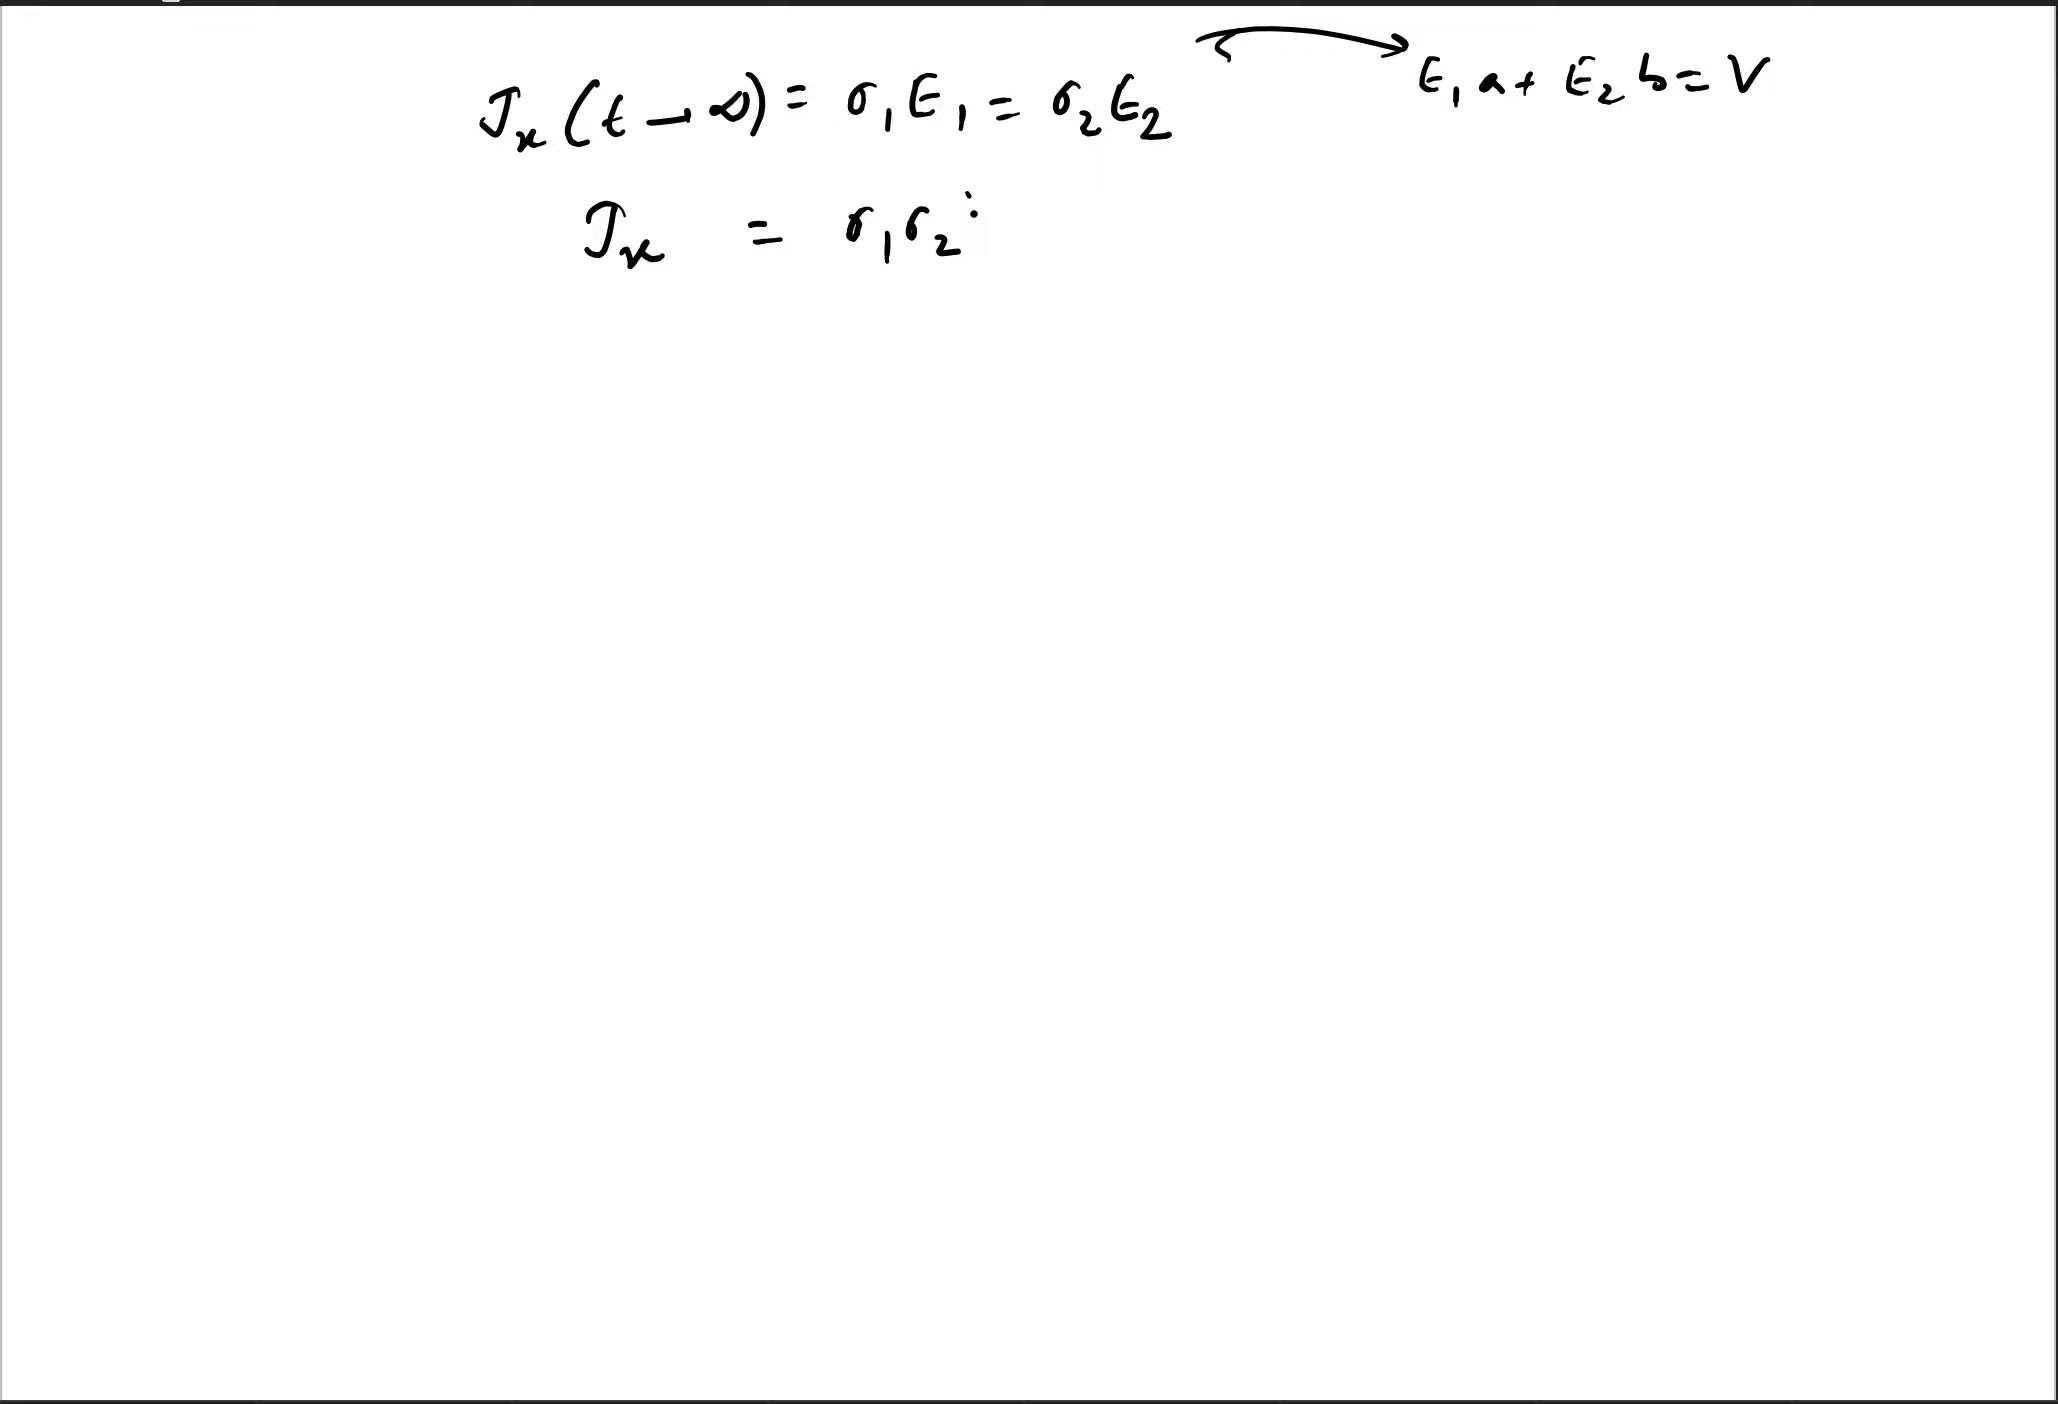 Jₓ(t → ∞) = σ₁E₁ = σ₂E₂ → E₁a + E₂b = V
Jₓ = σ₁σ₂